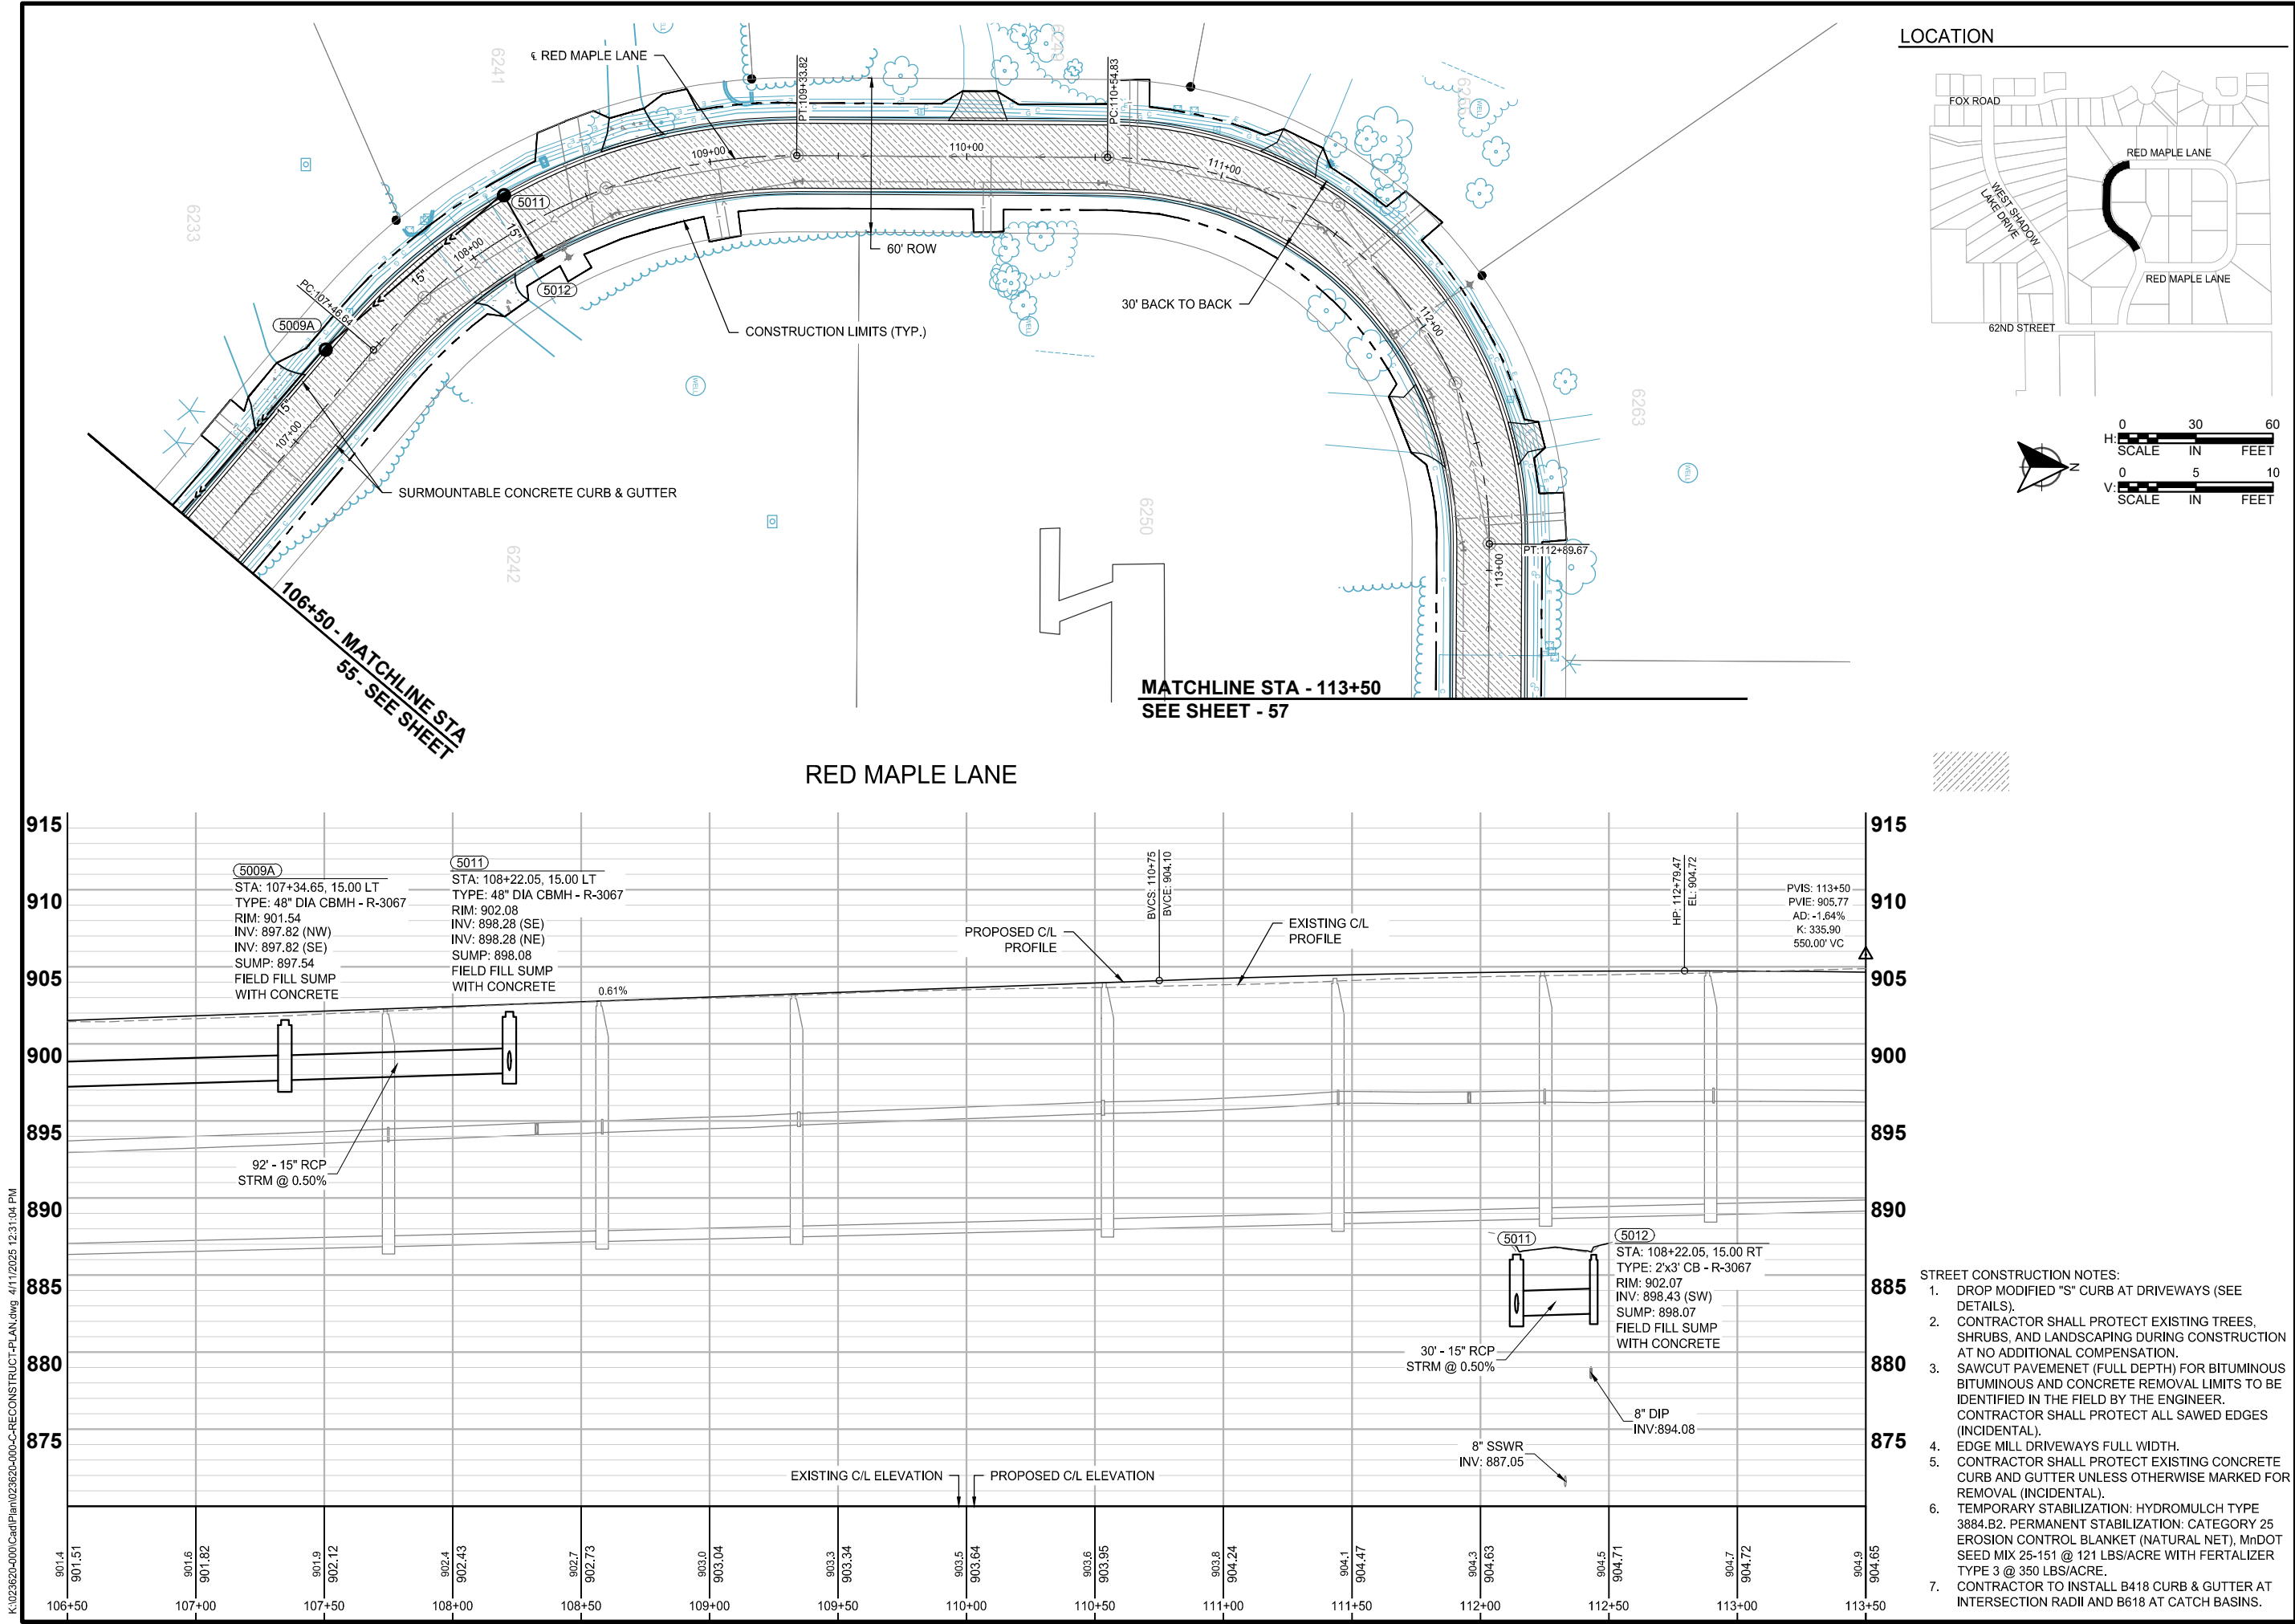 LOCATION
FOX ROAD
RED MAPLE LANE
WEST SHADOW
LAKE DRIVE
RED MAPLE LANE
62ND STREET
N
0 30 60
H:
SCALE IN FEET
0 5 10
V:
SCALE IN FEET
6241
6233
6242
6250
6263
℄ RED MAPLE LANE
PT:109+33.82
PC:110+54.83
109+00
110+00
111+00
5011
15"
108+00
15"
5012
PC:107+46.64
5009A
15"
107+00
60' ROW
30' BACK TO BACK
112+00
CONSTRUCTION LIMITS (TYP.)
SURMOUNTABLE CONCRETE CURB & GUTTER
WELL
WELL
WELL
WELL
WELL
PT:112+89.67
113+00
106+50 - MATCHLINE STA
55 - SEE SHEET
MATCHLINE STA - 113+50
SEE SHEET - 57
RED MAPLE LANE
915
910
905
900
895
890
885
880
875
915
910
905
900
895
890
885
880
875
5009A
STA: 107+34.65, 15.00 LT
TYPE: 48" DIA CBMH - R-3067
RIM: 901.54
INV: 897.82 (NW)
INV: 897.82 (SE)
SUMP: 897.54
FIELD FILL SUMP
WITH CONCRETE
5011
STA: 108+22.05, 15.00 LT
TYPE: 48" DIA CBMH - R-3067
RIM: 902.08
INV: 898.28 (SE)
INV: 898.28 (NE)
SUMP: 898.08
FIELD FILL SUMP
WITH CONCRETE
0.61%
PROPOSED C/L
PROFILE
BVCS: 110+75
BVCE: 904.10
EXISTING C/L
PROFILE
HP: 112+79.47
EL: 904.72
PVIS: 113+50
PVIE: 905.77
AD: -1.64%
K: 335.90
550.00' VC
92' - 15" RCP
STRM @ 0.50%
5011
5012
STA: 108+22.05, 15.00 RT
TYPE: 2'x3' CB - R-3067
RIM: 902.07
INV: 898.43 (SW)
SUMP: 898.07
FIELD FILL SUMP
WITH CONCRETE
30' - 15" RCP
STRM @ 0.50%
8" DIP
INV:894.08
8" SSWR
INV: 887.05
EXISTING C/L ELEVATION
PROPOSED C/L ELEVATION
901.4 901.51
901.6 901.82
901.9 902.12
902.4 902.43
902.7 902.73
903.0 903.04
903.3 903.34
903.5 903.64
903.6 903.95
903.8 904.24
904.1 904.47
904.3 904.63
904.5 904.71
904.7 904.72
904.9 904.65
106+50 107+00 107+50 108+00 108+50 109+00 109+50 110+00 110+50 111+00 111+50 112+00 112+50 113+00 113+50
STREET CONSTRUCTION NOTES:
1. DROP MODIFIED "S" CURB AT DRIVEWAYS (SEE
DETAILS).
2. CONTRACTOR SHALL PROTECT EXISTING TREES,
SHRUBS, AND LANDSCAPING DURING CONSTRUCTION
AT NO ADDITIONAL COMPENSATION.
3. SAWCUT PAVEMENET (FULL DEPTH) FOR BITUMINOUS
BITUMINOUS AND CONCRETE REMOVAL LIMITS TO BE
IDENTIFIED IN THE FIELD BY THE ENGINEER.
CONTRACTOR SHALL PROTECT ALL SAWED EDGES
(INCIDENTAL).
4. EDGE MILL DRIVEWAYS FULL WIDTH.
5. CONTRACTOR SHALL PROTECT EXISTING CONCRETE
CURB AND GUTTER UNLESS OTHERWISE MARKED FOR
REMOVAL (INCIDENTAL).
6. TEMPORARY STABILIZATION: HYDROMULCH TYPE
3884.B2. PERMANENT STABILIZATION: CATEGORY 25
EROSION CONTROL BLANKET (NATURAL NET), MnDOT
SEED MIX 25-151 @ 121 LBS/ACRE WITH FERTALIZER
TYPE 3 @ 350 LBS/ACRE.
7. CONTRACTOR TO INSTALL B418 CURB & GUTTER AT
INTERSECTION RADII AND B618 AT CATCH BASINS.
K:\023620-000\Cad\Plan\023620-000-C-RECONSTRUCT-PLAN.dwg 4/11/2025 12:31:04 PM